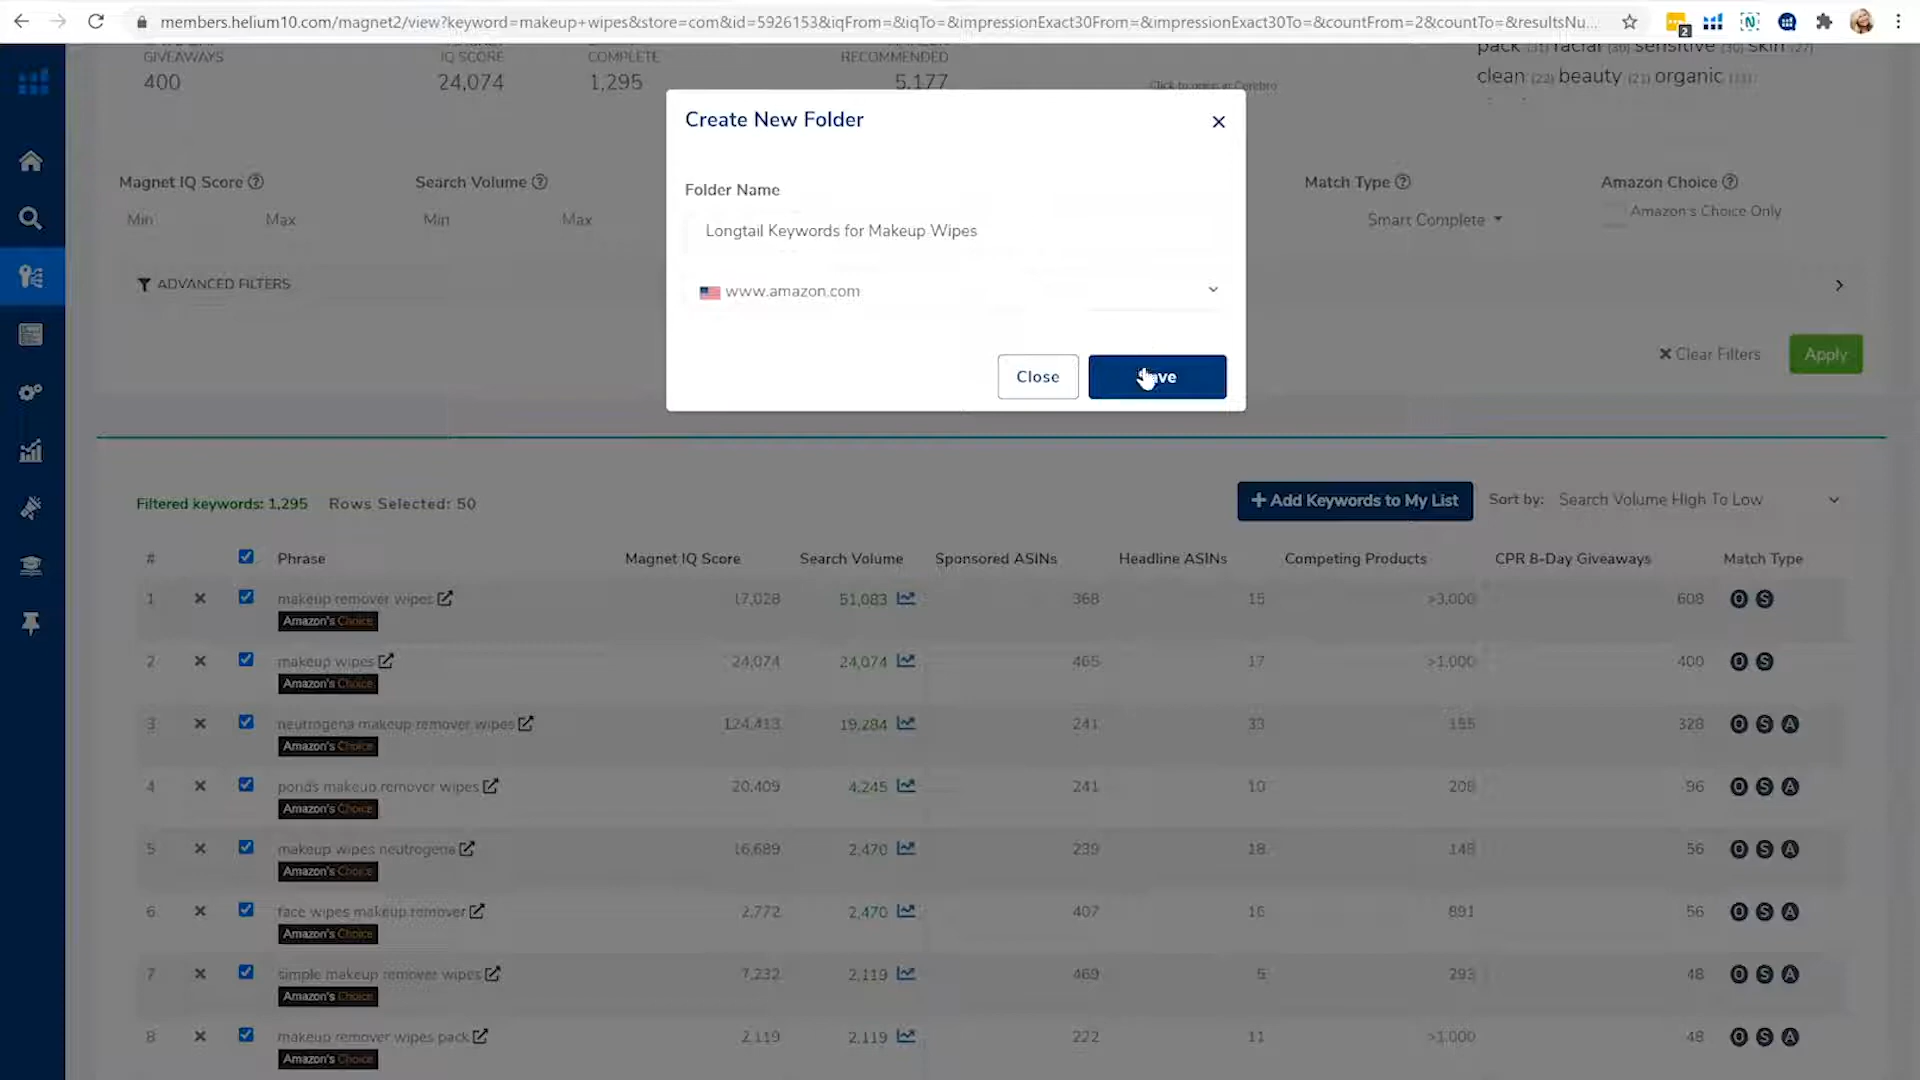 members.helium10.com/magnet2/view?keyword=makeup+wipes&store=com&id=5926153&iqFrom=&iqTo=&impressionExact30From=&impressionExact30To=&countFrom=2&countTo=&resultsNu...
2
GIVEAWAYS
400
IQ SCORE
24,074
COMPLETE
1,295
RECOMMENDED
5,177
Click to open in Cerebro
pack (31) facial (30) sensitive (30) skin (27)
clean (22) beauty (21) organic
Create New Folder
Folder Name
Longtail Keywords for Makeup Wipes
www.amazon.com
Close
Magnet IQ Score
Min Max
Search Volume
Min Max
Match Type
Smart Complete
Amazon Choice
Amazon's Choice Only
ADVANCED FILTERS
Clear Filters
Apply
Filtered keywords: 1,295 Rows Selected: 50
+ Add Keywords to My List
Sort by: Search Volume High To Low
# Phrase Magnet IQ Score Search Volume Sponsored ASINs Headline ASINs Competing Products CPR 8-Day Giveaways Match Type
1 makeup remover wipes 17,028 51,083 368 15 >3,000 608 O S
Amazon's Choice
2 makeup wipes 24,074 24,074 465 17 >1,000 400 O S
Amazon's Choice
3 neutrogena makeup remover wipes 124,413 19,284 241 33 155 328 O S A
Amazon's Choice
4 ponds makeup remover wipes 20,409 4,245 241 10 208 96 O S A
Amazon's Choice
5 makeup wipes neutrogena 16,689 2,470 239 18 148 56 O S A
Amazon's Choice
6 face wipes makeup remover 2,772 2,470 407 16 891 56 O S A
Amazon's Choice
7 simple makeup remover wipes 7,232 2,119 469 5 293 48 O S A
Amazon's Choice
8 makeup remover wipes pack 2,119 2,119 222 11 >1,000 48 O S A
Amazon's Choice